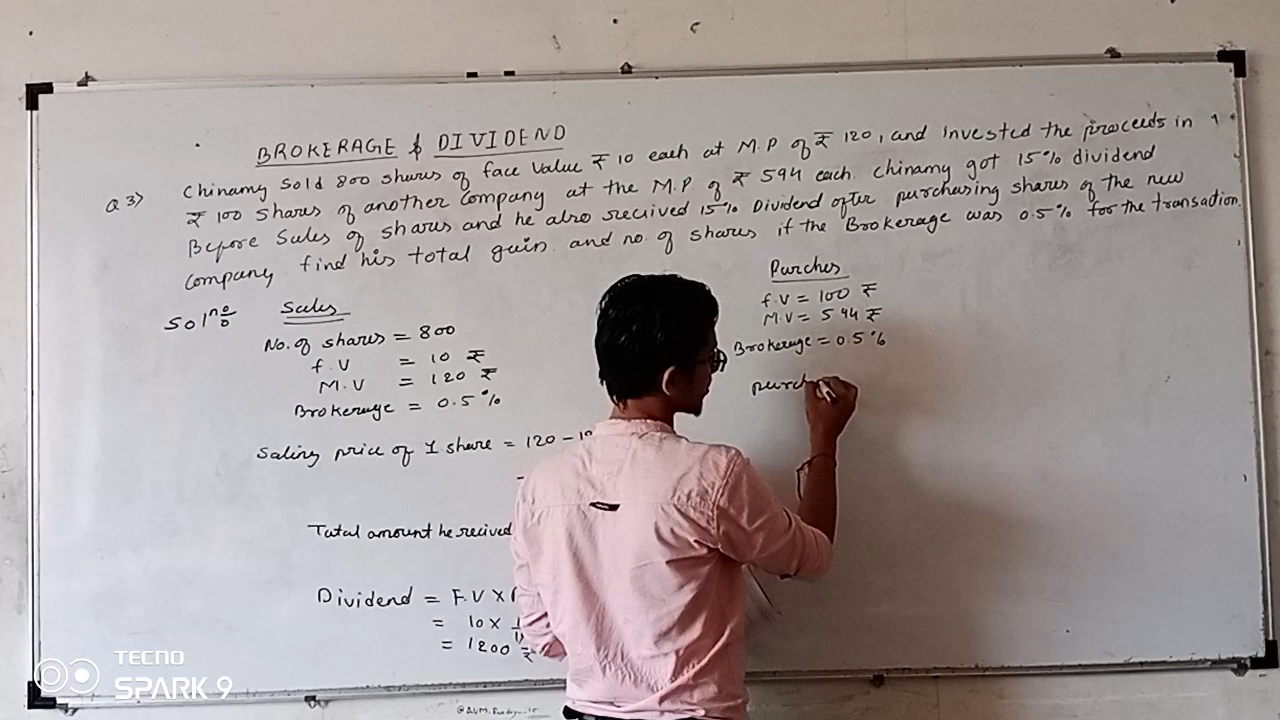 BROKERAGE & DIVIDEND
Q 3) Chinamy Sold 800 shares of face Value ₹ 10 each at M.P of ₹ 120, and invested the proceeds in
₹ 100 shares of another Company at the M.P of ₹ 594 each. Chinamy got 15% dividend
Before Sales of shares and he also recived 15% Dividend after purchasing shares of the new
Company find his total gain and no. of shares if the Brokerage was 0.5% for the transaction.
Solno
Sales
No. of shares = 800
F.V = 10 ₹
M.V = 120 ₹
Brokerage = 0.5%
Saling price of 1 share = 120 -
Total amount he recived
Dividend = F.V X
= 10 X
= 1200 ₹
Purches
F.V = 100 ₹
M.V = 594 ₹
Brokerage = 0.5%
purch
TECNO
SPARK 9